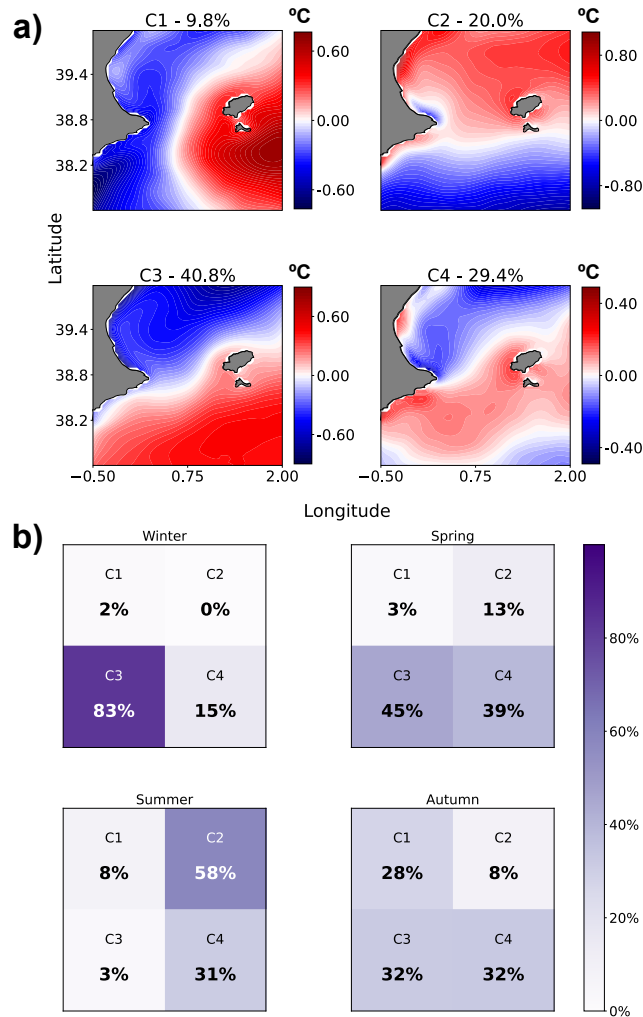 a)
C1 - 9.8%
ºC
C2 - 20.0%
ºC
39.4
38.8
38.2
0.60
0.00
-0.60
0.80
0.00
-0.80
Latitude
C3 - 40.8%
ºC
C4 - 29.4%
ºC
39.4
38.8
38.2
0.60
0.00
-0.60
0.40
0.00
-0.40
−0.50
0.75
2.00
−0.50
0.75
2.00
Longitude
b)
Winter
C1
2%
C2
0%
C3
83%
C4
15%
Spring
C1
3%
C2
13%
C3
45%
C4
39%
Summer
C1
8%
C2
58%
C3
3%
C4
31%
Autumn
C1
28%
C2
8%
C3
32%
C4
32%
80%
60%
40%
20%
0%